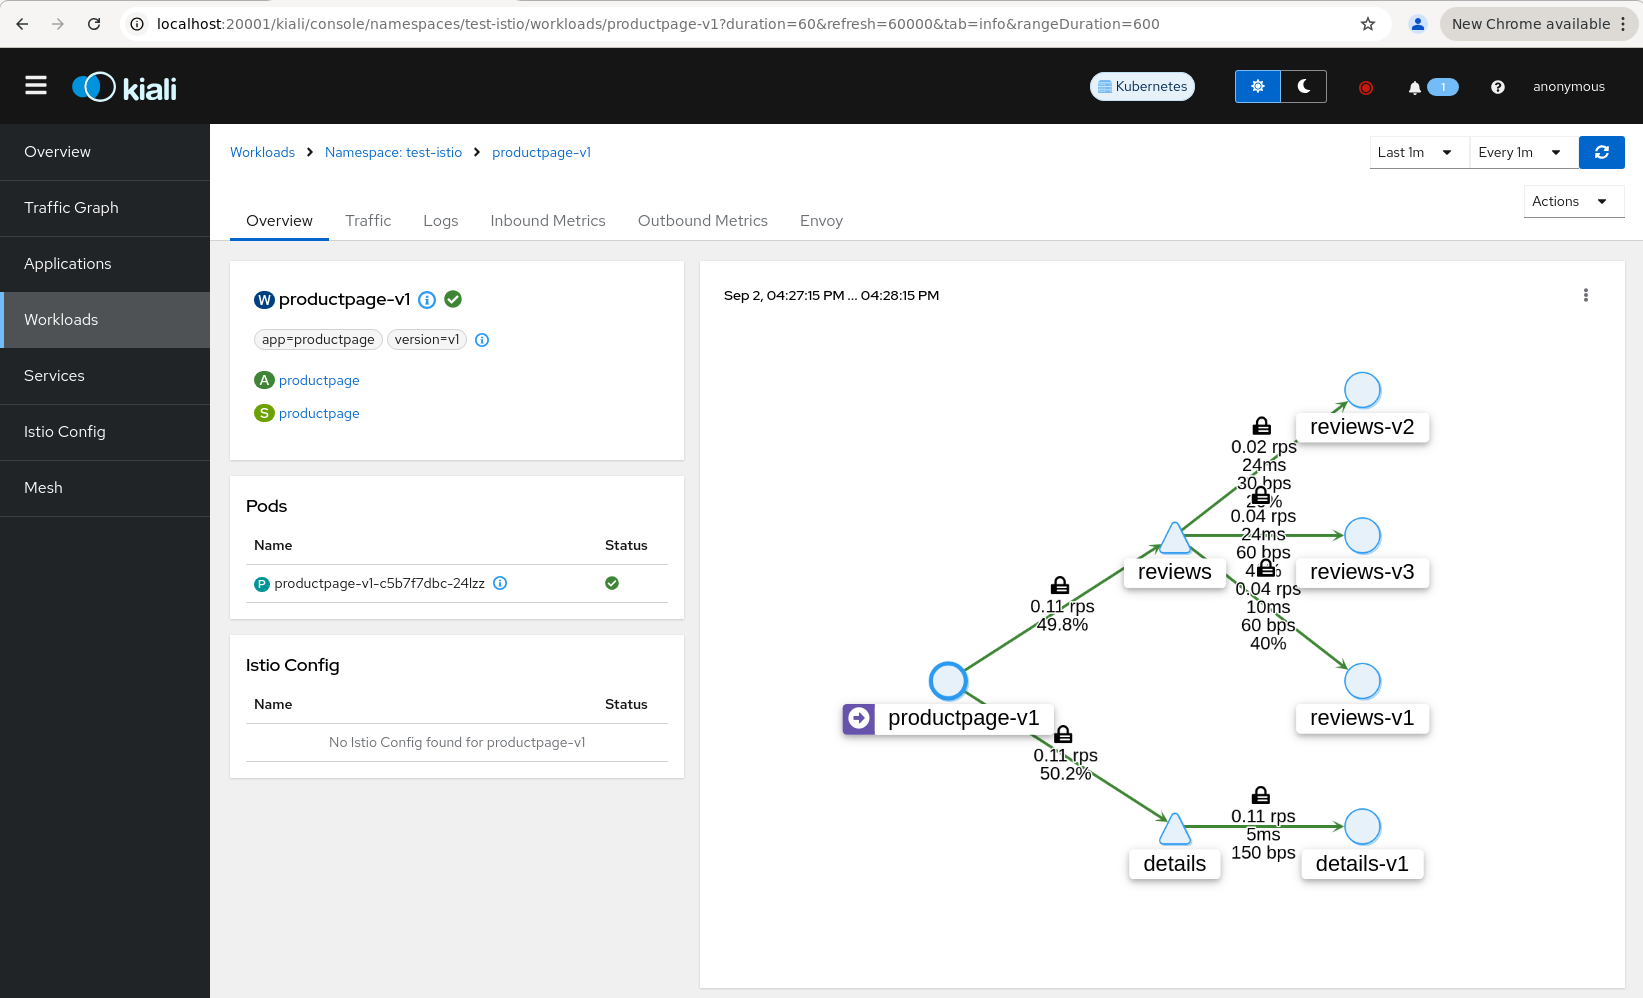 localhost:20001/kiali/console/namespaces/test-istio/workloads/productpage-v1?duration=60&refresh=60000&tab=info&rangeDuration=600
New Chrome available
kiali
Kubernetes
1
anonymous
Overview
Traffic Graph
Applications
Workloads
Services
Istio Config
Mesh
Workloads > Namespace: test-istio > productpage-v1
Last 1m
Every 1m
Actions
Overview
Traffic
Logs
Inbound Metrics
Outbound Metrics
Envoy
W productpage-v1
app=productpage
version=v1
A productpage
S productpage
Pods
Name Status
P productpage-v1-c5b7f7dbc-24lzz
Istio Config
Name Status
No Istio Config found for productpage-v1
Sep 2, 04:27:15 PM ... 04:28:15 PM
reviews-v2
0.02 rps
24ms
30 bps
0.04 rps
24ms
60 bps
reviews
reviews-v3
0.04 rps
10ms
60 bps
40%
0.11 rps
49.8%
productpage-v1
reviews-v1
0.11 rps
50.2%
0.11 rps
5ms
150 bps
details
details-v1